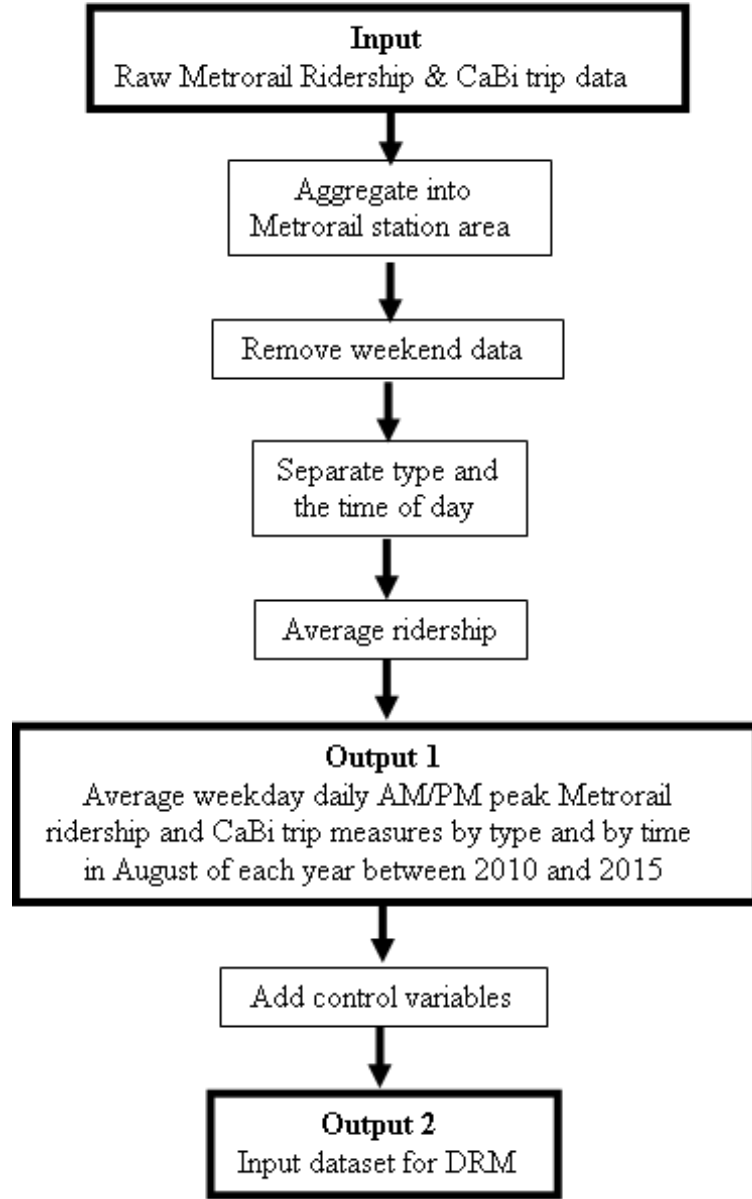 Input
Raw Metrorail Ridership & CaBi trip data
Aggregate into
Metrorail station area
Remove weekend data
Separate type and
the time of day
Average ridership
Output 1
Average weekday daily AM/PM peak Metrorail
ridership and CaBi trip measures by type and by time
in August of each year between 2010 and 2015
Add control variables
Output 2
Input dataset for DRM